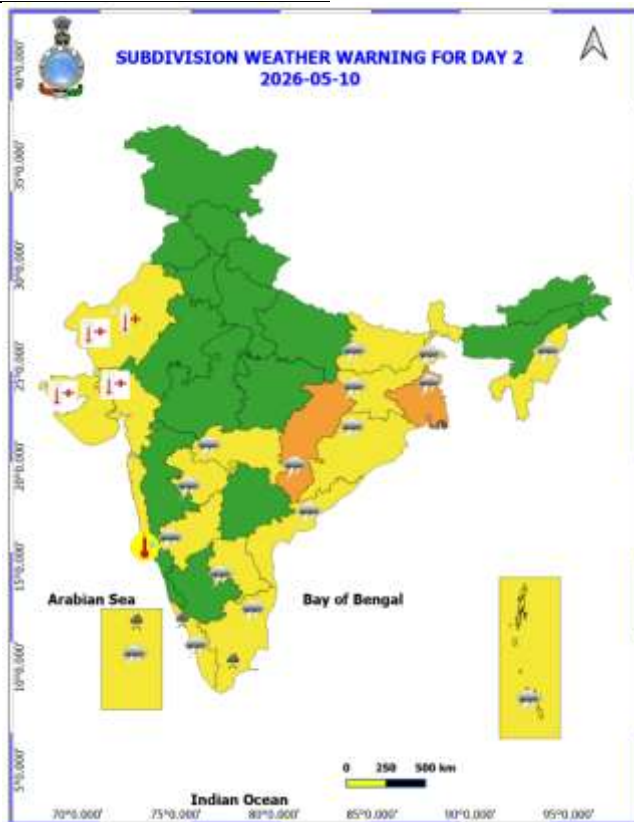 SUBDIVISION WEATHER WARNING FOR DAY 2
2026-05-10
40°0.000'
35°0.000'
30°0.000'
25°0.000'
20°0.000'
15°0.000'
10°0.000'
5°0.000'
Arabian Sea
Bay of Bengal
0 250 500 km
Indian Ocean
70°0.000' 75°0.000' 80°0.000' 85°0.000' 90°0.000' 95°0.000'